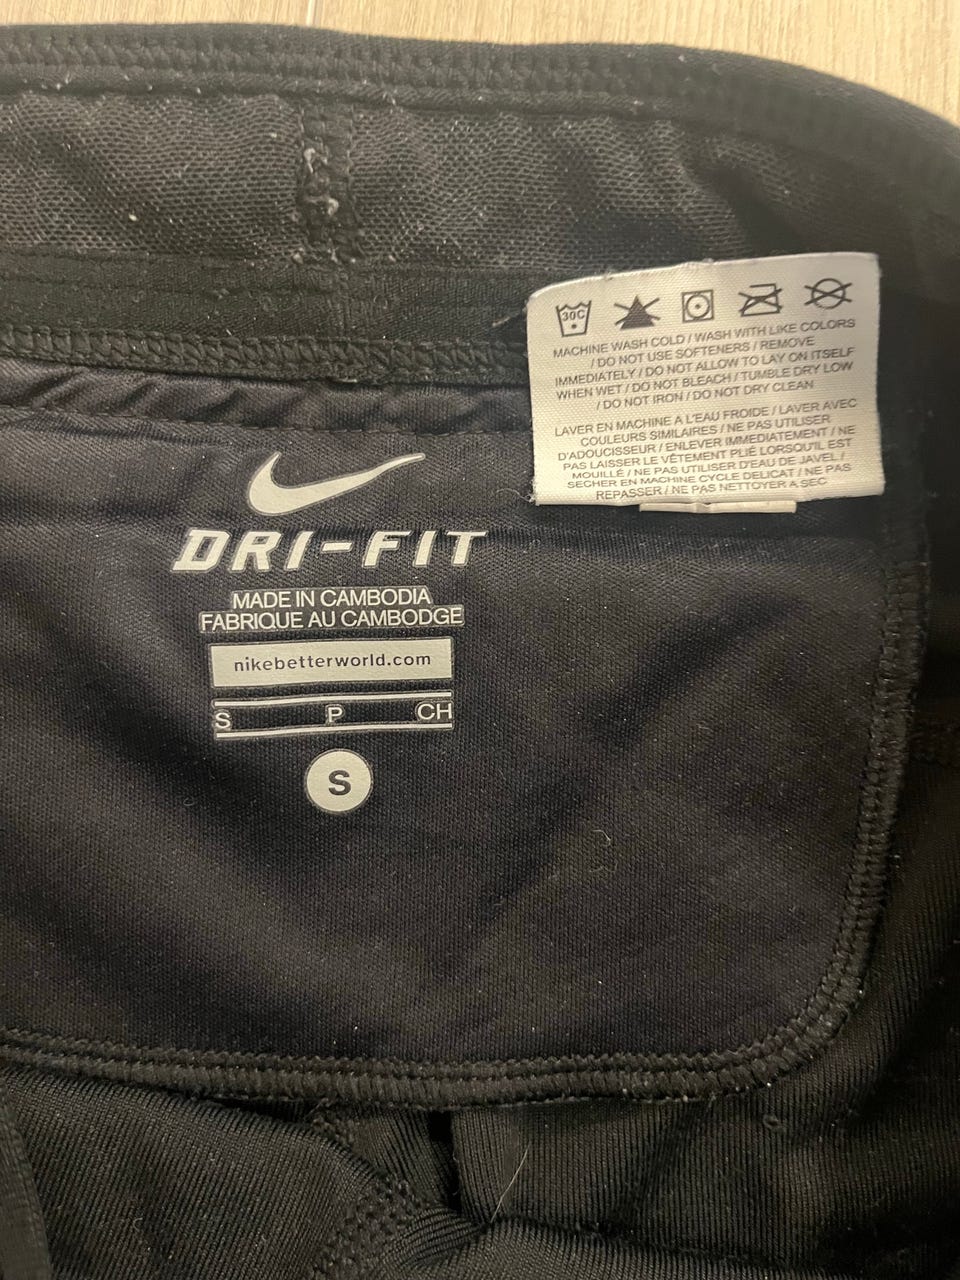 30C
MACHINE WASH COLD / WASH WITH LIKE COLORS
/ DO NOT USE SOFTENERS / REMOVE
IMMEDIATELY / DO NOT ALLOW TO LAY ON ITSELF
WHEN WET / DO NOT BLEACH / TUMBLE DRY LOW
/ DO NOT IRON / DO NOT DRY CLEAN
LAVER EN MACHINE A L'EAU FROIDE / LAVER AVEC
COULEURS SIMILAIRES / NE PAS UTILISER
D'ADOUCISSEUR / ENLEVER IMMEDIATEMENT / NE
PAS LAISSER LE VÊTEMENT PLIÉ LORSQU'IL EST
MOUILLÉ / NE PAS UTILISER D'EAU DE JAVEL /
SECHER EN MACHINE CYCLE DELICAT / NE PAS
REPASSER / NE PAS NETTOYER A SEC
DRI-FIT
MADE IN CAMBODIA
FABRIQUE AU CAMBODGE
nikebetterworld.com
S P CH
S